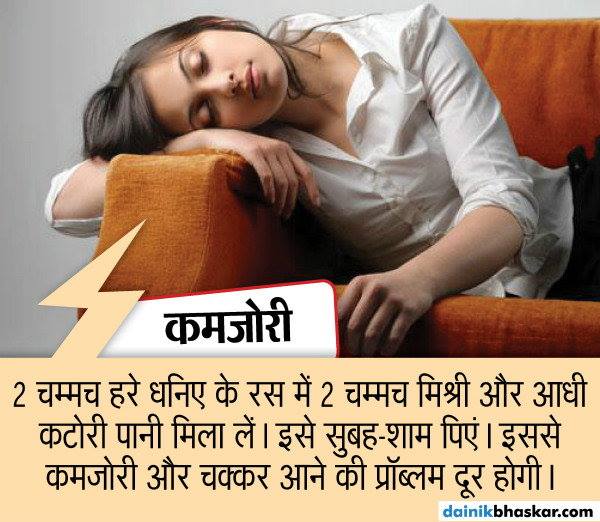 कमजोरी
2 चम्मच हरे धनिए के रस में 2 चम्मच मिश्री और आधी
कटोरी पानी मिला लें। इसे सुबह-शाम पिएं। इससे
कमजोरी और चक्कर आने की प्रॉब्लम दूर होगी।
dainikbhaskar.com